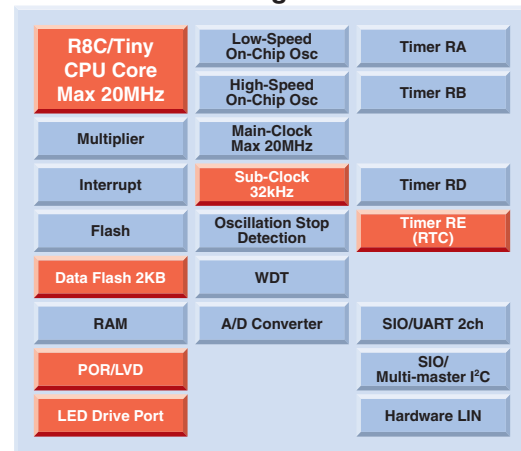 R8C/Tiny
CPU Core
Max 20MHz
Multiplier
Interrupt
Flash
Data Flash 2KB
RAM
POR/LVD
LED Drive Port
Low-Speed
On-Chip Osc
High-Speed
On-Chip Osc
Main-Clock
Max 20MHz
Sub-Clock
32kHz
Oscillation Stop
Detection
WDT
A/D Converter
Timer RA
Timer RB
Timer RD
Timer RE
(RTC)
SIO/UART 2ch
SIO/
Multi-master I²C
Hardware LIN